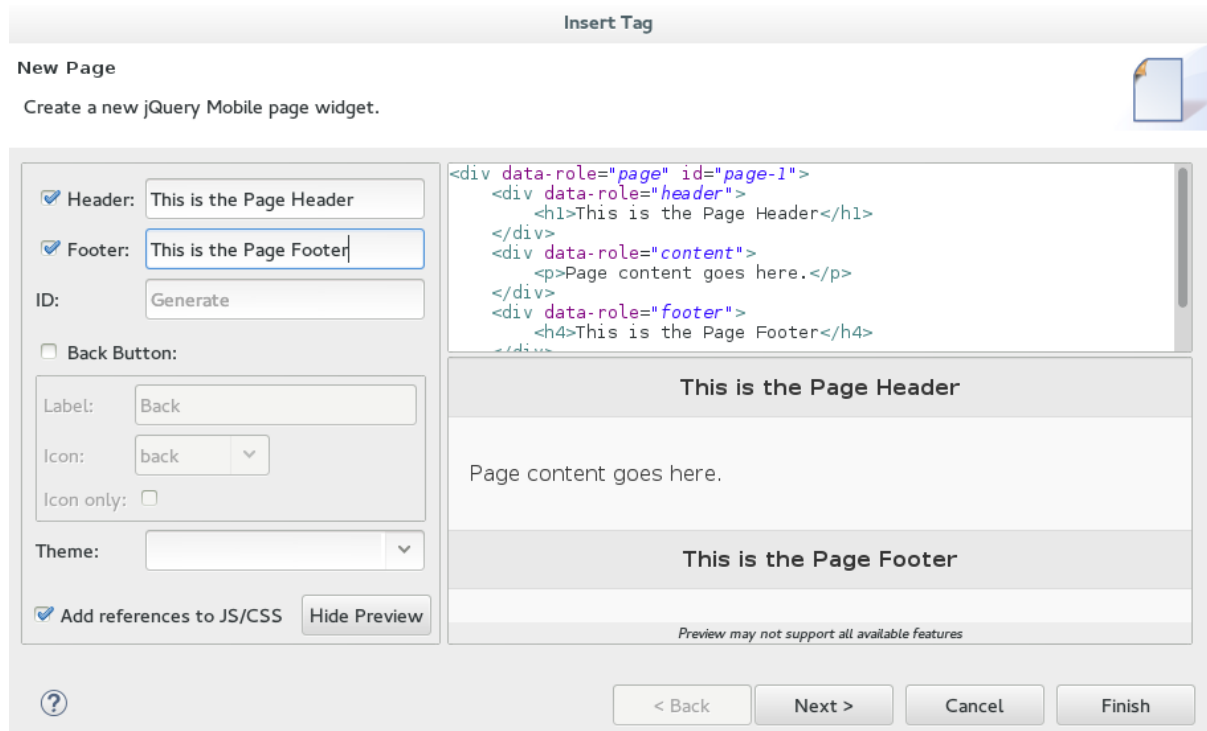 Insert Tag
New Page
Create a new jQuery Mobile page widget.
Header: This is the Page Header
Footer: This is the Page Footer
ID: Generate
Back Button:
Label: Back
Icon: back
Icon only:
Theme:
Add references to JS/CSS Hide Preview
<div data-role="page" id="page-1">
<div data-role="header">
<h1>This is the Page Header</h1>
</div>
<div data-role="content">
<p>Page content goes here.</p>
</div>
<div data-role="footer">
<h4>This is the Page Footer</h4>
</div>
This is the Page Header
Page content goes here.
This is the Page Footer
Preview may not support all available features
? < Back Next > Cancel Finish